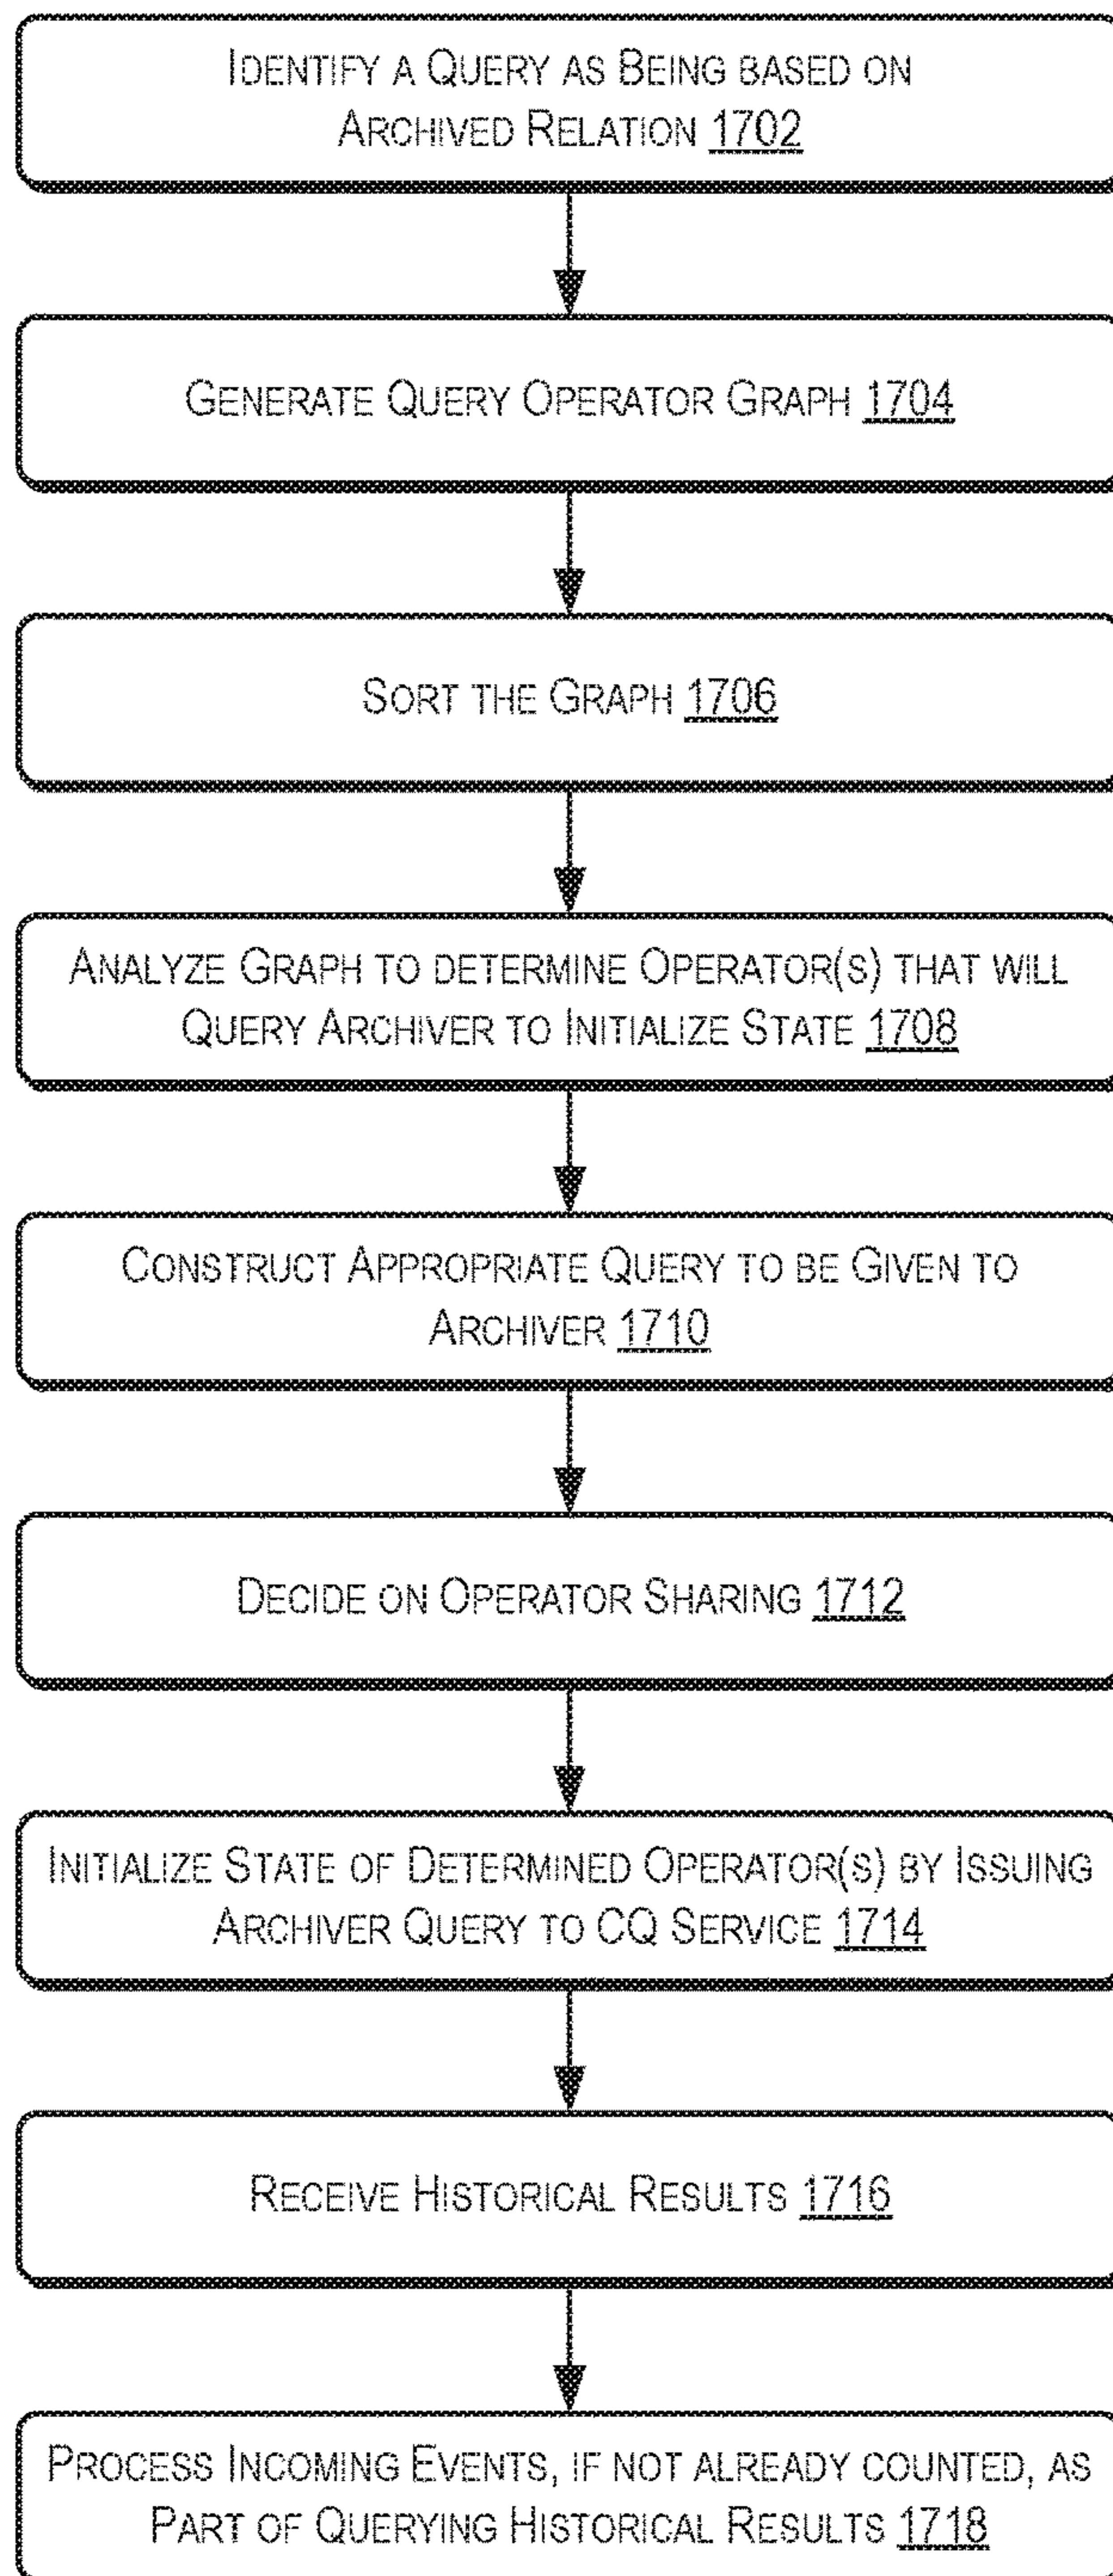 IDENTIFY A QUERY AS BEING BASED ON
ARCHIVED RELATION 1702
GENERATE QUERY OPERATOR GRAPH 1704
SORT THE GRAPH 1706
ANALYZE GRAPH TO DETERMINE OPERATOR(S) THAT WILL
QUERY ARCHIVER TO INITIALIZE STATE 1708
CONSTRUCT APPROPRIATE QUERY TO BE GIVEN TO
ARCHIVER 1710
DECIDE ON OPERATOR SHARING 1712
INITIALIZE STATE OF DETERMINED OPERATOR(S) BY ISSUING
ARCHIVER QUERY TO CQ SERVICE 1714
RECEIVE HISTORICAL RESULTS 1716
PROCESS INCOMING EVENTS, IF NOT ALREADY COUNTED, AS
PART OF QUERYING HISTORICAL RESULTS 1718